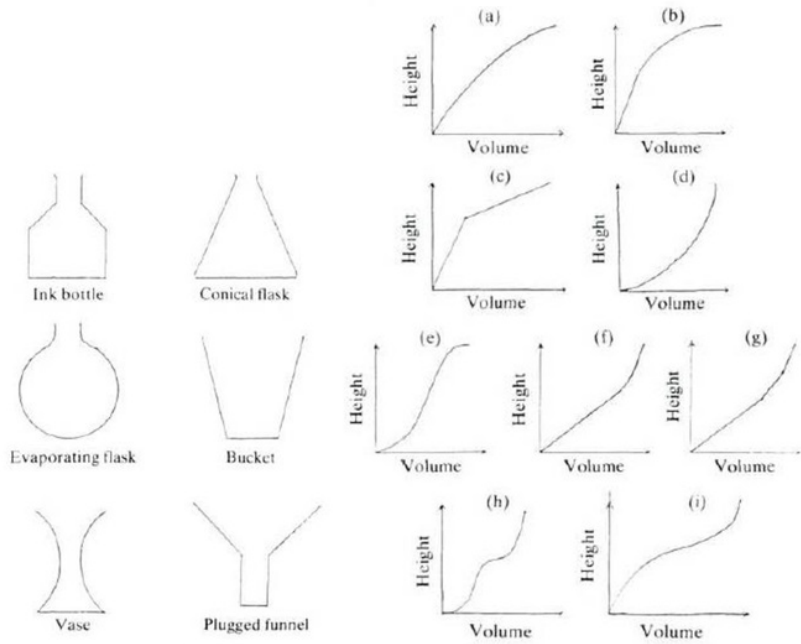 (a)
Height
Volume
(b)
Height
Volume
(c)
Height
Volume
(d)
Height
Volume
Ink bottle
Conical flask
(e)
Height
Volume
(f)
Height
Volume
(g)
Height
Volume
Evaporating flask
Bucket
(h)
Height
Volume
(i)
Height
Volume
Vase
Plugged funnel